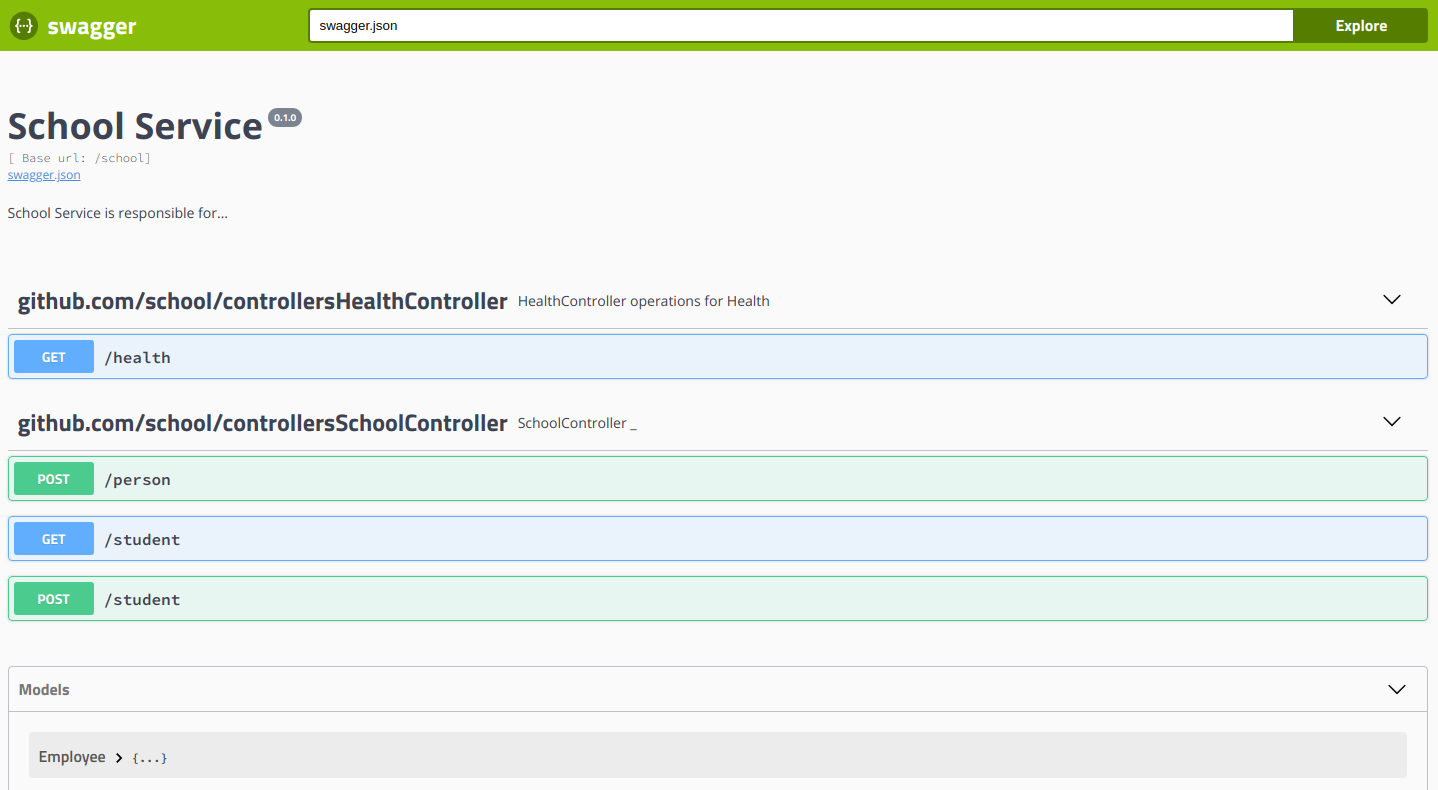 {···} swagger
swagger.json
Explore
School Service 0.1.0
[ Base url: /school]
swagger.json
School Service is responsible for...
github.com/school/controllersHealthController HealthController operations for Health
GET /health
github.com/school/controllersSchoolController SchoolController _
POST /person
GET /student
POST /student
Models
Employee > {...}